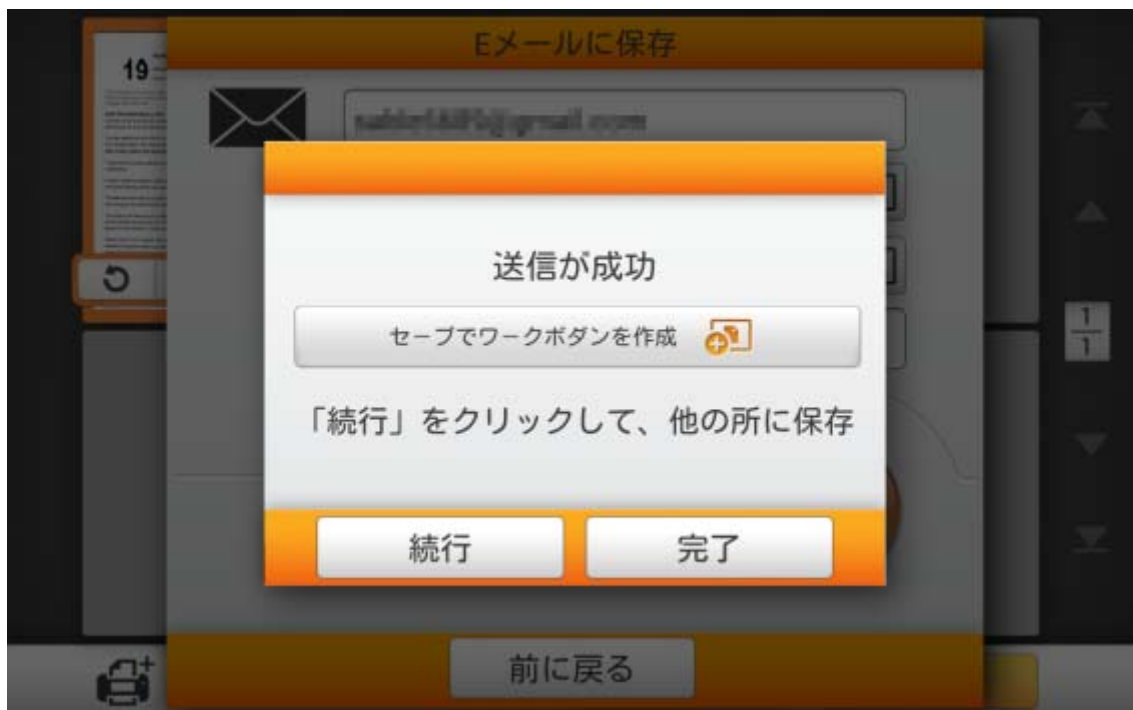 19
Eメールに保存
送信が成功
セーブでワークボダンを作成
「続行」をクリックして、他の所に保存
続行
完了
1
1
前に戻る